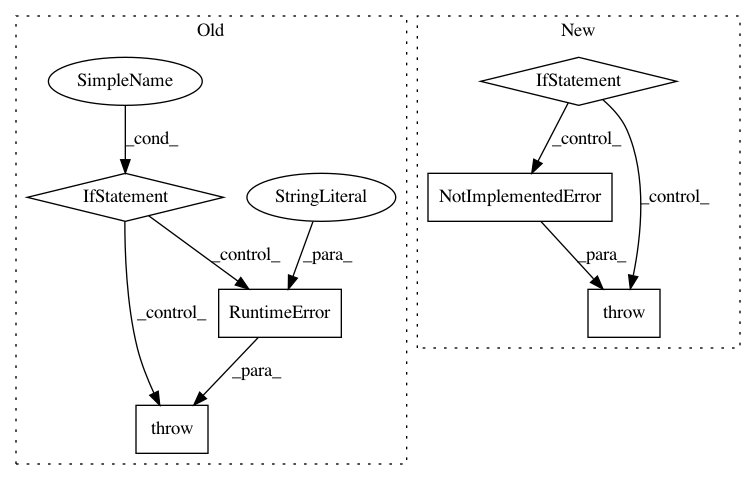 Old
New
SimpleName
IfStatement
_cond_
_control_
IfStatement
StringLiteral
NotImplementedError
_control_
_control_
_para_
_para_
_control_
RuntimeError
throw
_para_
throw